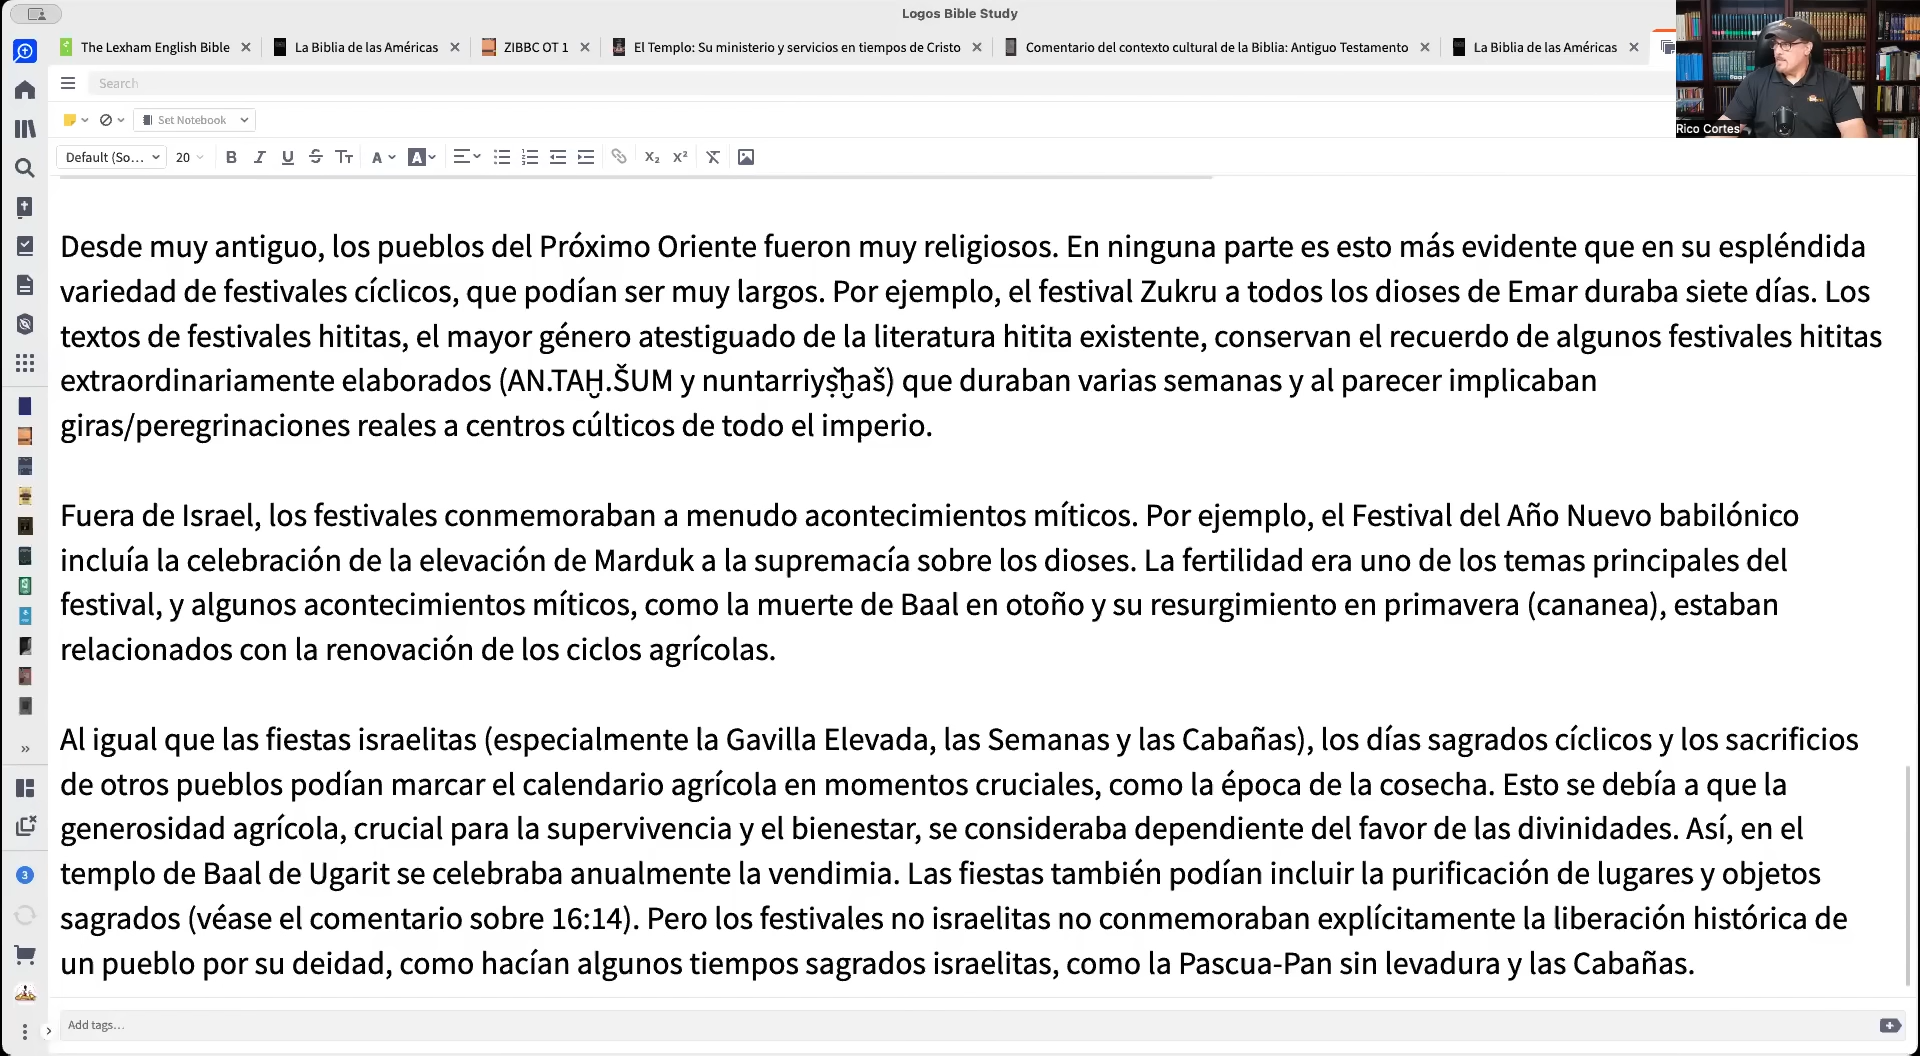 Logos Bible Study
The Lexham English Bible
La Biblia de las Américas
ZIBBC OT 1
El Templo: Su ministerio y servicios en tiempos de Cristo
Comentario del contexto cultural de la Biblia: Antiguo Testamento
La Biblia de las Américas
Search
Set Notebook
Default (So...
20
Rico Cortes
Desde muy antiguo, los pueblos del Próximo Oriente fueron muy religiosos. En ninguna parte es esto más evidente que en su espléndida
variedad de festivales cíclicos, que podían ser muy largos. Por ejemplo, el festival Zukru a todos los dioses de Emar duraba siete días. Los
textos de festivales hititas, el mayor género atestiguado de la literatura hitita existente, conservan el recuerdo de algunos festivales hititas
extraordinariamente elaborados (AN.TAḪ.ŠUM y nuntarriyṣ̌ḫaš) que duraban varias semanas y al parecer implicaban
giras/peregrinaciones reales a centros cúlticos de todo el imperio.
Fuera de Israel, los festivales conmemoraban a menudo acontecimientos míticos. Por ejemplo, el Festival del Año Nuevo babilónico
incluía la celebración de la elevación de Marduk a la supremacía sobre los dioses. La fertilidad era uno de los temas principales del
festival, y algunos acontecimientos míticos, como la muerte de Baal en otoño y su resurgimiento en primavera (cananea), estaban
relacionados con la renovación de los ciclos agrícolas.
Al igual que las fiestas israelitas (especialmente la Gavilla Elevada, las Semanas y las Cabañas), los días sagrados cíclicos y los sacrificios
de otros pueblos podían marcar el calendario agrícola en momentos cruciales, como la época de la cosecha. Esto se debía a que la
generosidad agrícola, crucial para la supervivencia y el bienestar, se consideraba dependiente del favor de las divinidades. Así, en el
templo de Baal de Ugarit se celebraba anualmente la vendimia. Las fiestas también podían incluir la purificación de lugares y objetos
sagrados (véase el comentario sobre 16:14). Pero los festivales no israelitas no conmemoraban explícitamente la liberación histórica de
un pueblo por su deidad, como hacían algunos tiempos sagrados israelitas, como la Pascua-Pan sin levadura y las Cabañas.
3
Add tags...